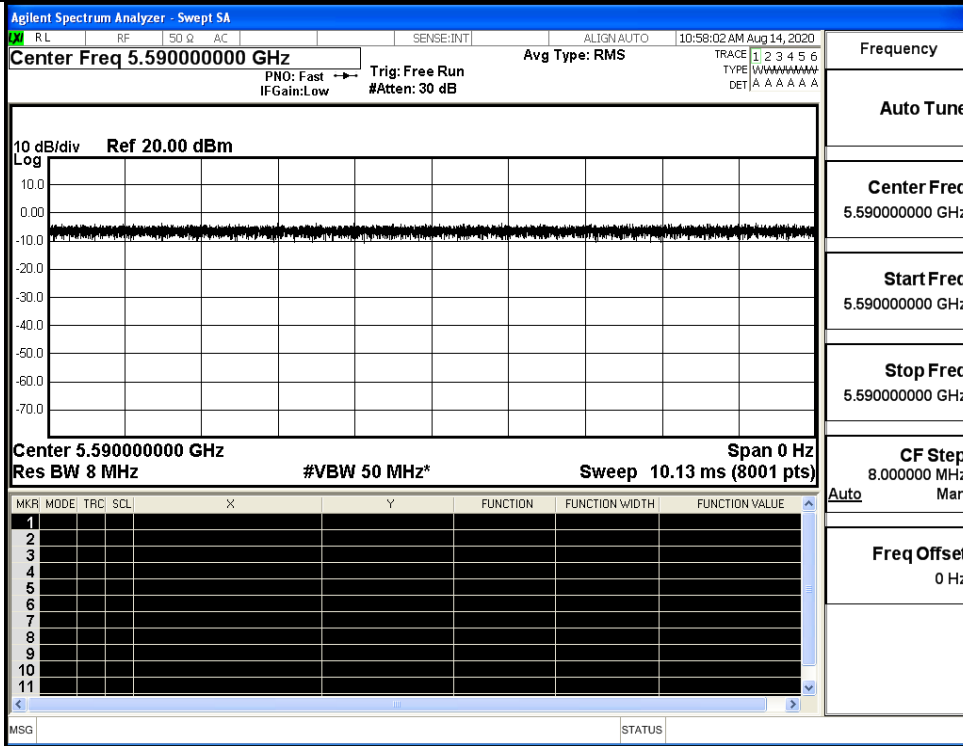 Agilent Spectrum Analyzer - Swept SA
LXI RL RF 50 Ω AC SENSE:INT ALIGNAUTO 10:58:02 AM Aug 14, 2020
Center Freq 5.590000000 GHz Avg Type: RMS TRACE 1 2 3 4 5 6
PNO: Fast Trig: Free Run TYPE WWWWWW
IFGain:Low #Atten: 30 dB DET A A A A A A
Frequency
Auto Tune
10 dB/div Ref 20.00 dBm
Log
10.0
0.00
-10.0
-20.0
-30.0
-40.0
-50.0
-60.0
-70.0
Center Freq
5.590000000 GHz
Start Freq
5.590000000 GHz
Stop Freq
5.590000000 GHz
Center 5.590000000 GHz Span 0 Hz
Res BW 8 MHz #VBW 50 MHz* Sweep 10.13 ms (8001 pts)
CF Step
8.000000 MHz
Auto Man
MKR MODE TRC SCL X Y FUNCTION FUNCTION WIDTH FUNCTION VALUE
1
2
3
4
5
6
7
8
9
10
11
Freq Offset
0 Hz
MSG STATUS